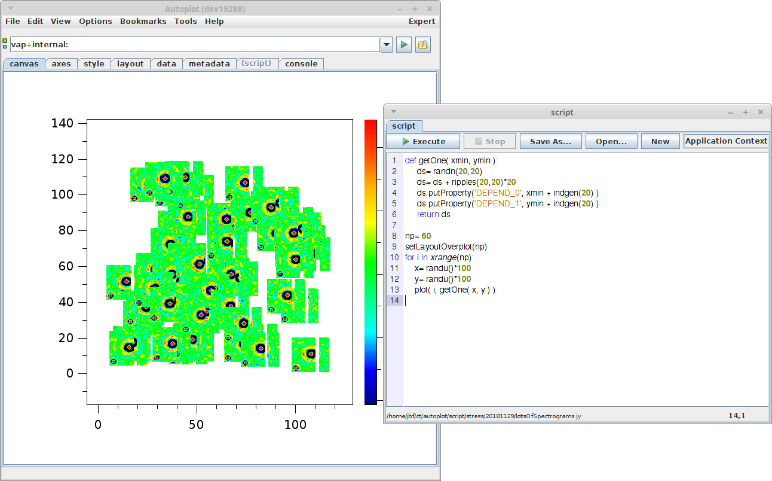 Autoplot (dev19288)
File Edit View Options Bookmarks Tools Expert
vap+internal:
canvas axes style layout data metadata (script) console
140
120
100
80
60
40
20
0
0 50 100
script
script
Execute Stop Save As... Open... New Application Context
1 def getOne( xmin, ymin ):
2 ds= randn(20,20)
3 ds= ds + ripples(20,20)*20
4 ds.putProperty('DEPEND_0', xmin + indgen(20) )
5 ds.putProperty('DEPEND_1', ymin + indgen(20) )
6 return ds
7
8 np= 60
9 setLayoutOverplot(np)
10 for i in xrange(np):
11 x= randu()*100
12 y= randu()*100
13 plot( i, getOne( x, y ) )
14
/home/jbf/ct/autoplot/script/stress/20181129/lotsOfSpectrograms.jy 14,1